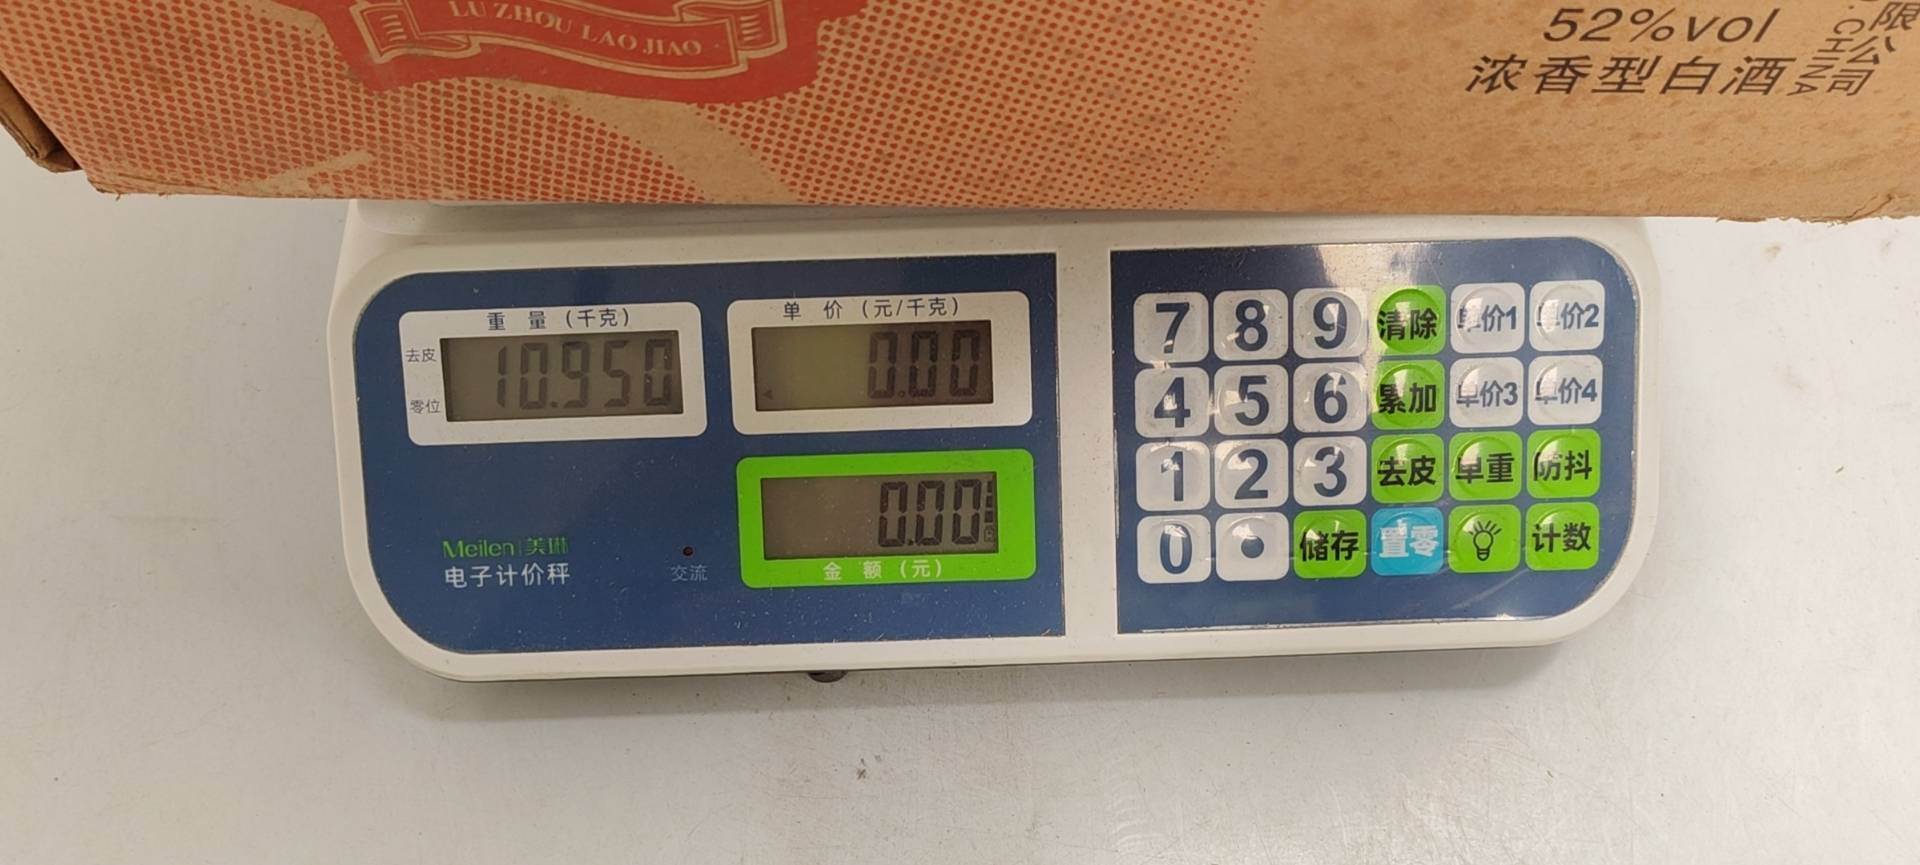 LU ZHOU LAO JIAO
52%vol
浓香型白酒
限公司
CHINA
重量(千克)
去皮
零位
10.950
单价(元/千克)
0.00
0.00
金额(元)
Meilen|美琳
电子计价秤
交流
7 8 9 清除 单价1 单价2
4 5 6 累加 单价3 单价4
1 2 3 去皮 单重 防抖
0 . 储存 置零 计数